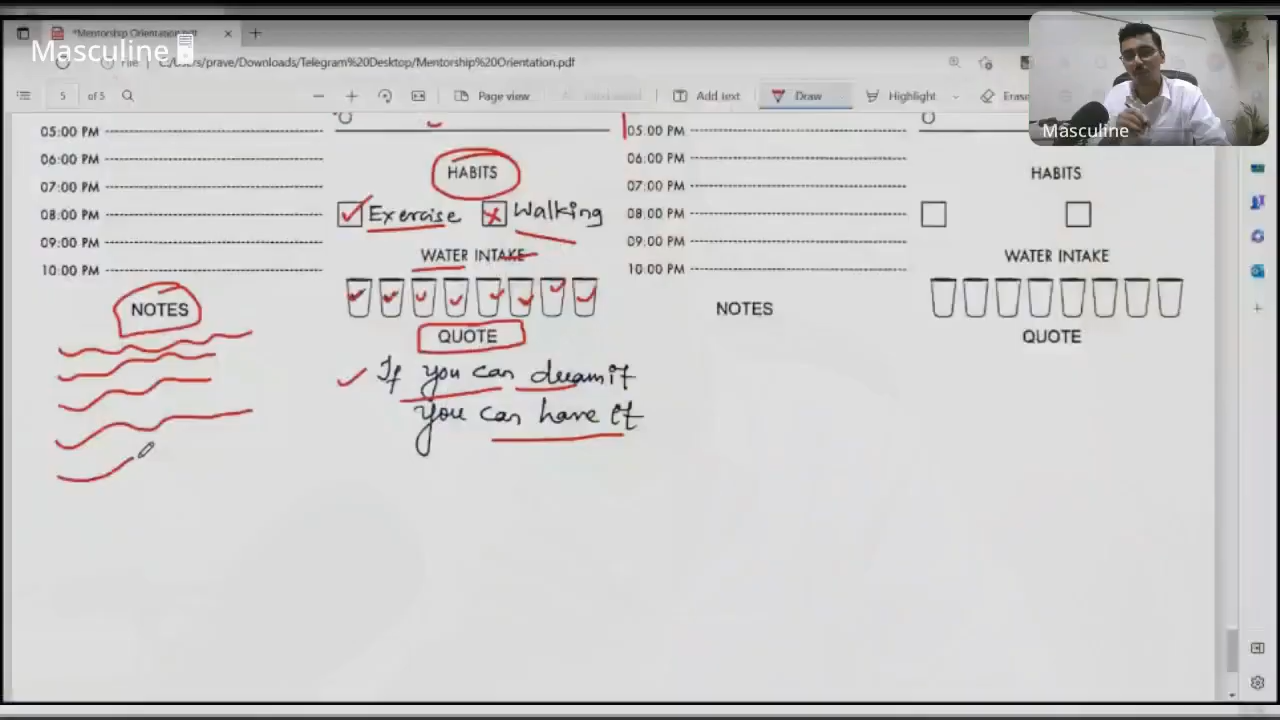 *Mentorship Orientation.pdf
Masculine
File C:/Users/prave/Downloads/Telegram%20Desktop/Mentorship%20Orientation.pdf
5 of 5 Page view Add text Draw Highlight Erase
Masculine
05:00 PM
06:00 PM
07:00 PM
08:00 PM
09:00 PM
10:00 PM
NOTES
HABITS
Exercise Walking
WATER INTAKE
QUOTE
If you can dream it
You can have it
05:00 PM
06:00 PM
07:00 PM
08:00 PM
09:00 PM
10:00 PM
NOTES
HABITS
WATER INTAKE
QUOTE